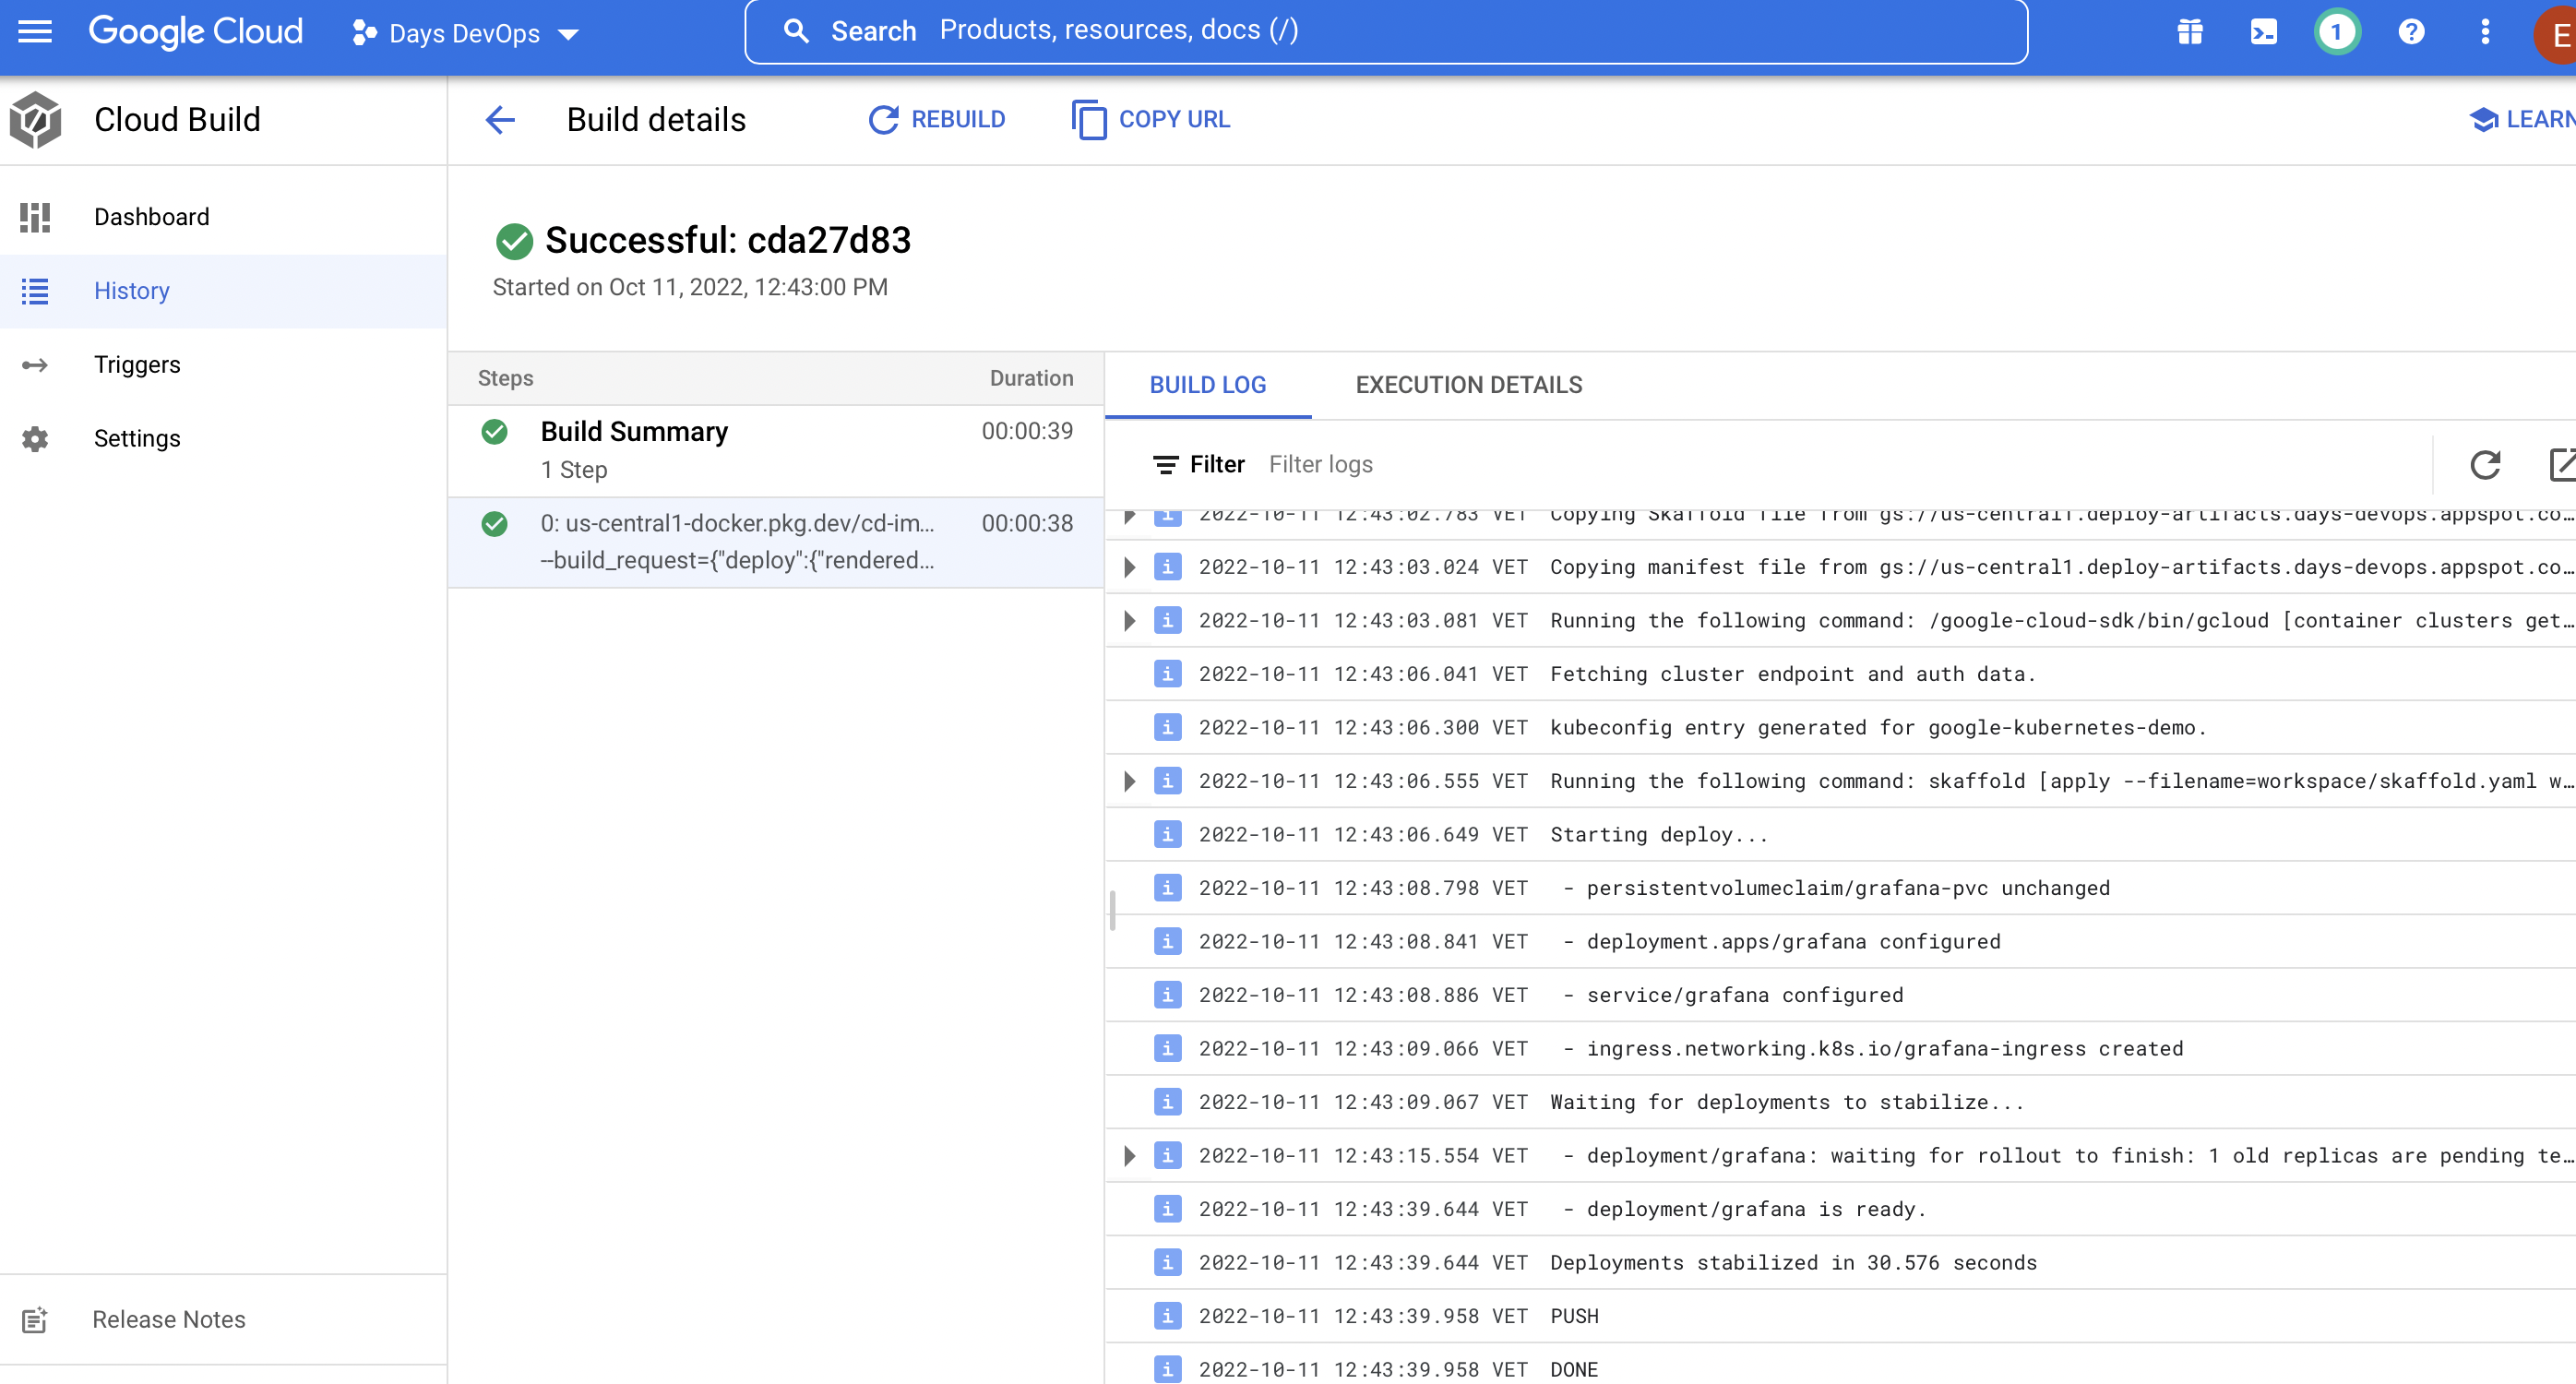 Google Cloud
Days DevOps
Search Products, resources, docs (/)
1
?
E
Cloud Build
Build details
REBUILD
COPY URL
LEARN
Dashboard
History
Triggers
Settings
Successful: cda27d83
Started on Oct 11, 2022, 12:43:00 PM
Steps Duration
Build Summary 00:00:39
1 Step
0: us-central1-docker.pkg.dev/cd-im... 00:00:38
--build_request={"deploy":{"rendered...
BUILD LOG
EXECUTION DETAILS
Filter Filter logs
i 2022-10-11 12:43:02.783 VET Copying Skaffold file from gs://us-central1.deploy-artifacts.days-devops.appspot.co…
i 2022-10-11 12:43:03.024 VET Copying manifest file from gs://us-central1.deploy-artifacts.days-devops.appspot.co…
i 2022-10-11 12:43:03.081 VET Running the following command: /google-cloud-sdk/bin/gcloud [container clusters get…
i 2022-10-11 12:43:06.041 VET Fetching cluster endpoint and auth data.
i 2022-10-11 12:43:06.300 VET kubeconfig entry generated for google-kubernetes-demo.
i 2022-10-11 12:43:06.555 VET Running the following command: skaffold [apply --filename=workspace/skaffold.yaml w…
i 2022-10-11 12:43:06.649 VET Starting deploy...
i 2022-10-11 12:43:08.798 VET - persistentvolumeclaim/grafana-pvc unchanged
i 2022-10-11 12:43:08.841 VET - deployment.apps/grafana configured
i 2022-10-11 12:43:08.886 VET - service/grafana configured
i 2022-10-11 12:43:09.066 VET - ingress.networking.k8s.io/grafana-ingress created
i 2022-10-11 12:43:09.067 VET Waiting for deployments to stabilize...
i 2022-10-11 12:43:15.554 VET - deployment/grafana: waiting for rollout to finish: 1 old replicas are pending te…
i 2022-10-11 12:43:39.644 VET - deployment/grafana is ready.
i 2022-10-11 12:43:39.644 VET Deployments stabilized in 30.576 seconds
i 2022-10-11 12:43:39.958 VET PUSH
i 2022-10-11 12:43:39.958 VET DONE
Release Notes